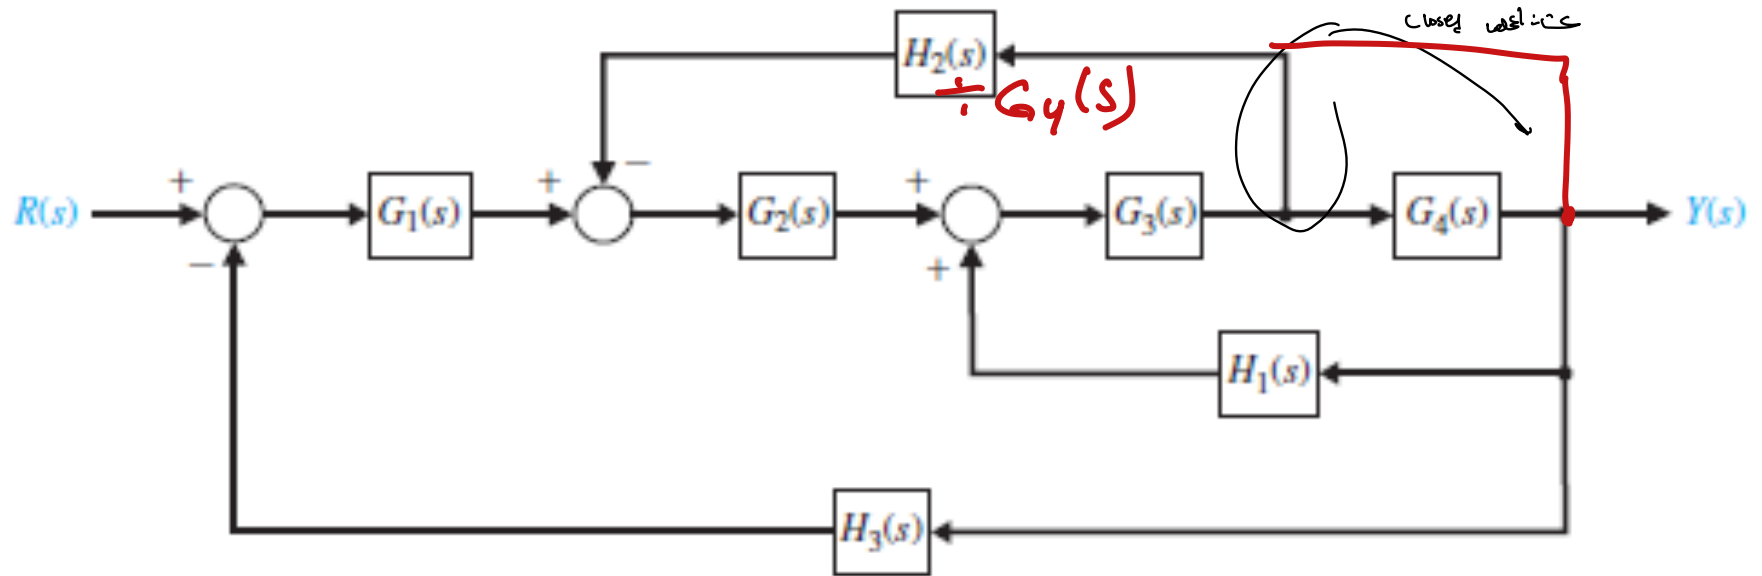 H₂(s)
÷ G4(s)
+
−
+
+
R(s)
G₁(s)
G₂(s)
G₃(s)
G₄(s)
Y(s)
−
+
H₁(s)
H₃(s)